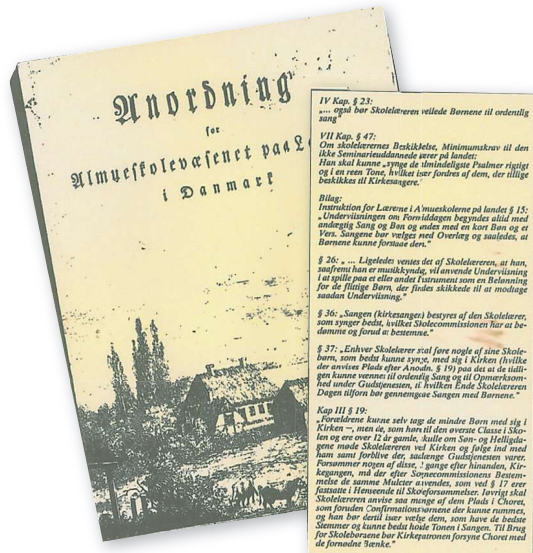 Anordning
for
Almueskolevæsenet paa
i Danmark
IV Kap. § 23:
„... også bør Skolelæreren veilede Børnene til ordentlig
sang"
VII Kap. § 47:
Om skolelærernes Beskikkelse, Minimumskrav til den
ikke Seminarieuddannede lærer på landet:
Han skal kunne „synge de almindeligste Psalmer rigtigt
og i en reen Tone, hvilket især fordres af dem, der tillige
beskikkes til Kirkesangere."
Bilag:
Instruktion for Lærerne i Almueskolerne på landet § 15:
„Underviisningen om Formiddagen begyndes altid med
andægtig Sang og Bøn og endes med en kort Bøn og et
Vers. Sangene bør vælges ned Overlæg og saaledes, at
Børnene kunne forstaae den."
§ 26: „ ... Ligeledes ventes det af Skolelæreren, at han,
saafremt han er musikkyndig, vil anvende Underviisning
i at spille paa et eller andet Instrument som en Belønning
for de flittige Børn, der findes skikkede til at modtage
saadan Underviisning."
§ 36: „Sangen (kirkesanger) bestyres af den Skolelærer,
som synger bedst, hvilket Skolecommissionen har at be-
dømme og forud at bestemme."
§ 37: „Enhver Skolelærer skal føre nogle af sine Skole-
børn, som bedst kunne synge, med sig i Kirken (hvilke
der anvises Plads efter Anodn. § 19) paa det at de tidli-
gen kunne vænnes til ordentlig Sang og til Opmærksom-
hed under Gudstjenesten, til hvilken Ende Skolelæreren
Dagen tilforn bør gennemgaae Sangen med Børnene."
Kap III § 19:
„Forældrene kunne selv tage de mindre Børn med sig i
Kirken —, men de, som høre til den øverste Classe i Sko-
len og ere over 12 år gamle, skulle om Søn- og Helligda-
gene møde Skolelæreren ved Kirken og følge ind med
ham samt forblive der, saalænge Gudstjenesten varer.
Forsømmer nogen af disse, 3 gange efter hinanden, Kir-
kegangen, må der efter Sognecommissionens Bestem-
melse de samme Mulcter anvendes, som ved § 17 erer
fastsatte i Henseende til Skoleforsømmelser. Iøvrigt skal
Skolelæreren anvise saa mange af dem Plads i Choret,
som foruden Confirmationsbørnene der kunne rummes,
og han bør dertil især vælge dem, som have de bedste
Stemmer og kunne bedst holde Tonen i Sangen. Til Brug
for Skolebørnene bør Kirkepatronen forsyne Choret med
de fornødne Bænke."